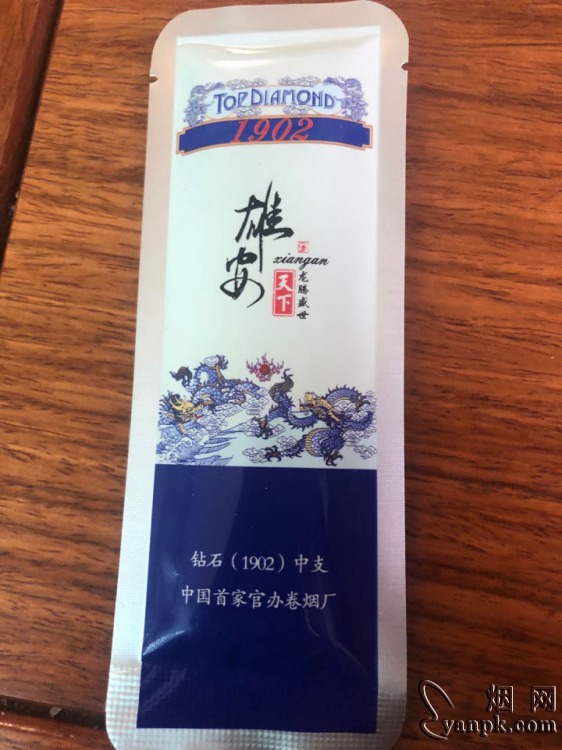 TOP DIAMOND
1902
雄安
xiangan
天下
龙腾盛世
钻石（1902）中支
中国首家官办卷烟厂
烟网
yanpk.com